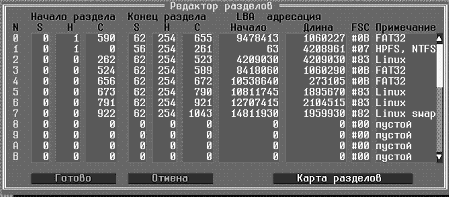 Редактор разделов
Начало раздела Конец раздела LBA адресация
N S H C S H C Начало Длина FSC Примечание
0 0 1 590 62 254 655 9478413 1060227 #0B FAT32
1 0 1 0 56 254 261 63 4208961 #07 HPFS, NTFS
2 0 0 262 62 254 523 4209030 4209030 #83 Linux
3 0 0 524 62 254 589 8418060 1060290 #0B FAT32
4 0 0 656 62 254 672 10538640 273105 #0B FAT32
5 0 0 673 62 254 790 10811745 1895670 #83 Linux
6 0 0 791 62 254 921 12707415 2104515 #83 Linux
7 0 0 922 62 254 1043 14811930 1959930 #82 Linux swap
8 0 0 0 0 0 0 0 0 #00 пустой
9 0 0 0 0 0 0 0 0 #00 пустой
A 0 0 0 0 0 0 0 0 #00 пустой
B 0 0 0 0 0 0 0 0 #00 пустой
Готово Отмена Карта разделов